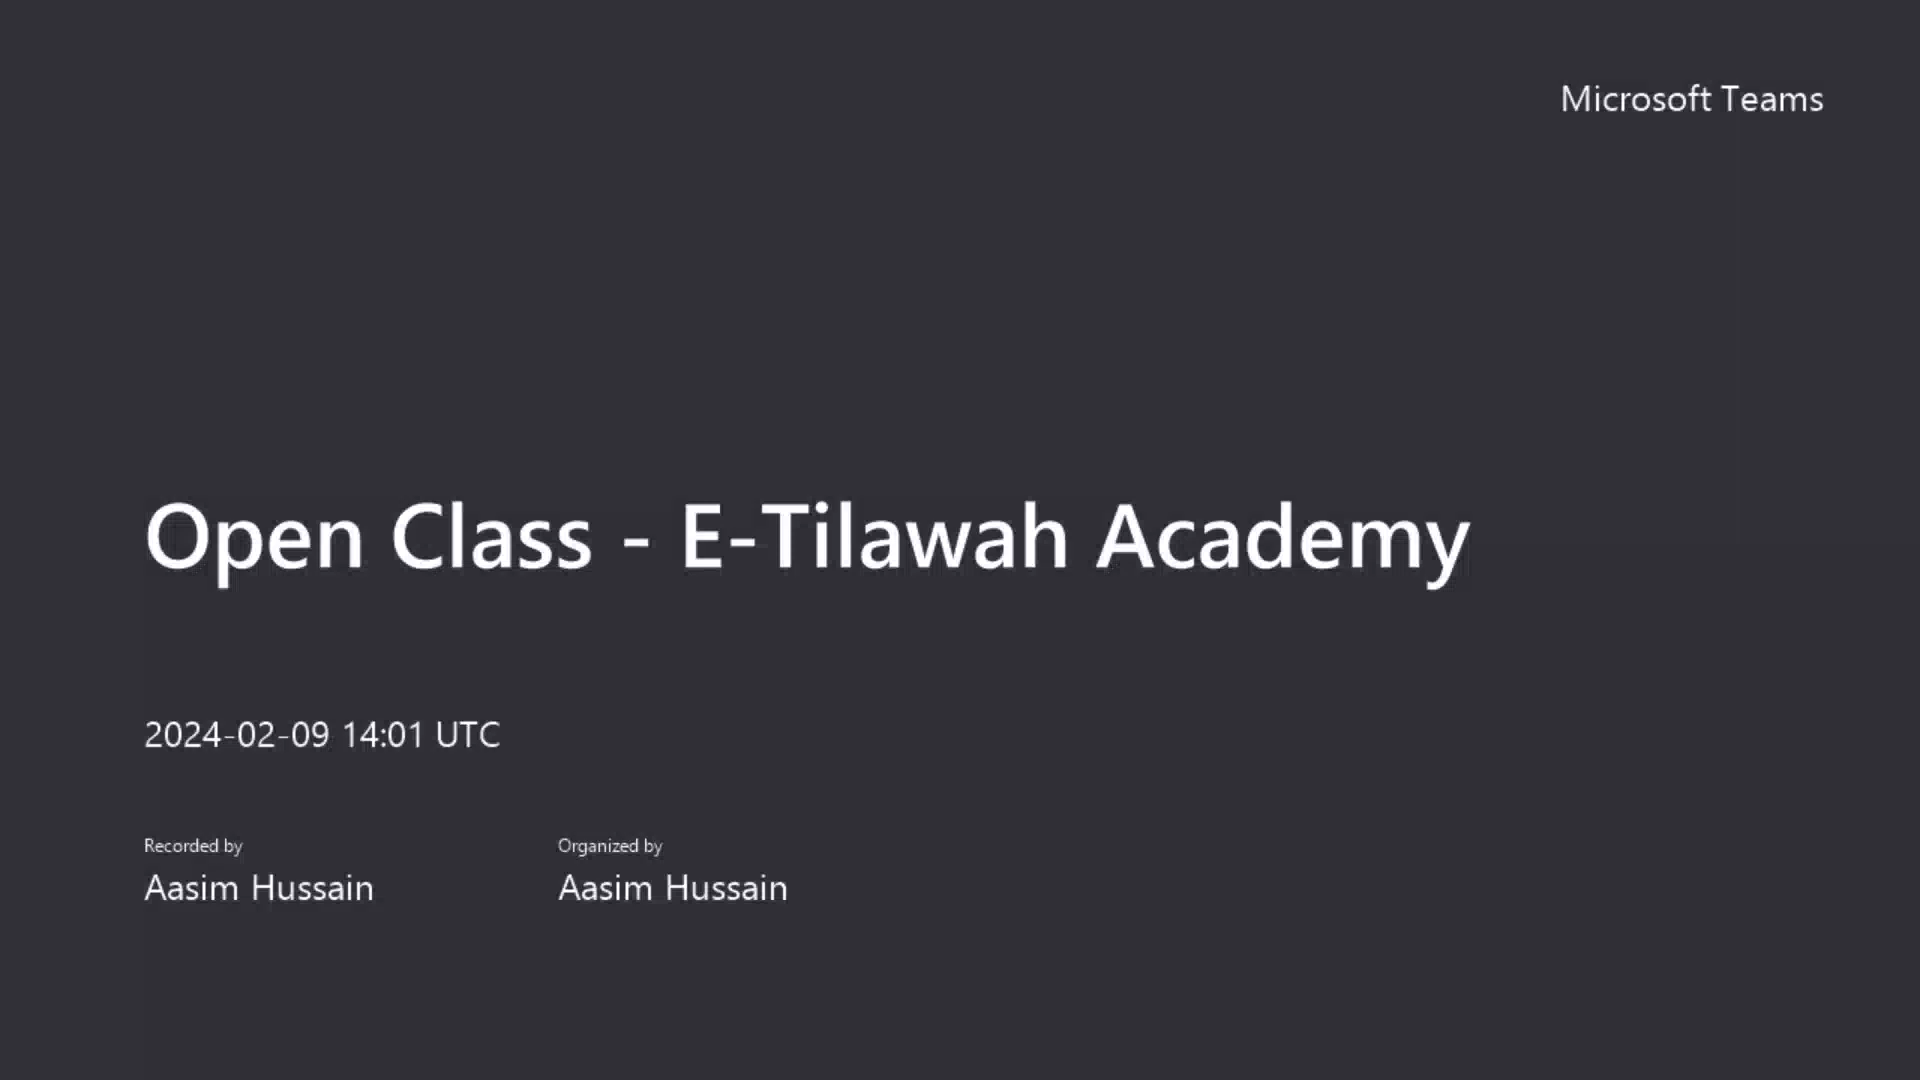 Microsoft Teams
Open Class - E-Tilawah Academy
2024-02-09 14:01 UTC
Recorded by
Aasim Hussain
Organized by
Aasim Hussain